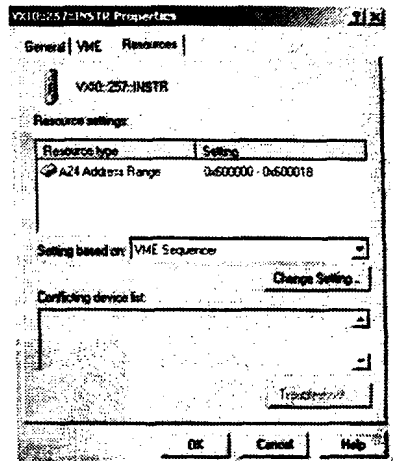 VXI0::257::INSTR Properties
General VME Resources
VXI0::257::INSTR
Resource settings:
Resource type Setting
A24 Address Range 0x600000 - 0x600018
Setting based on: VME Sequencer
Change Setting...
Conflicting device list:
Troubleshoot
OK Cancel Help